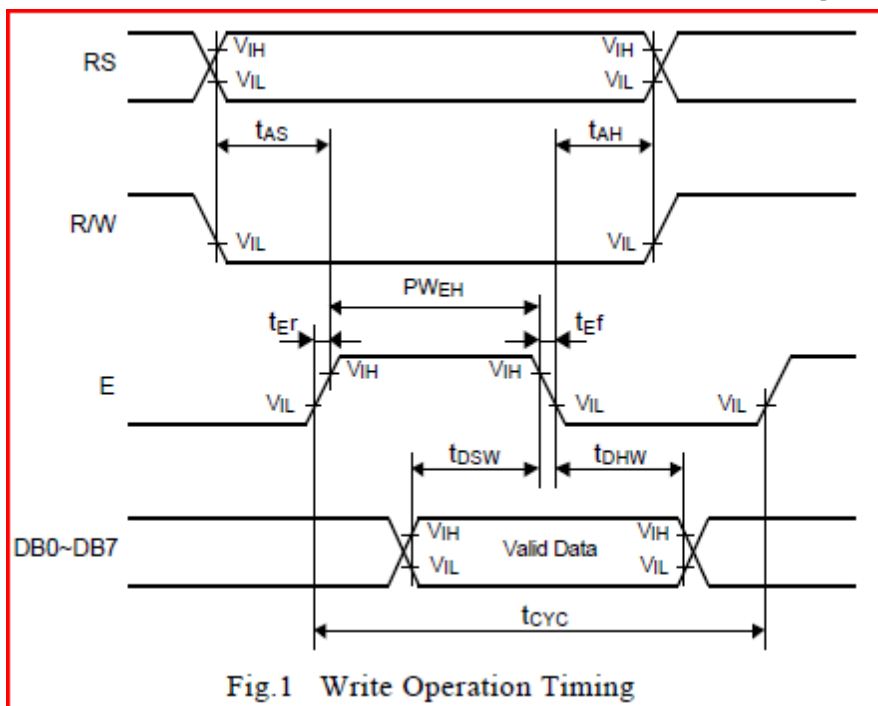 RS VIH VIH
VIL VIL
tAS tAH
R/W
VIL VIL
PWEH
tEr tEf
E VIH VIH
VIL VIL VIL
tDSW tDHW
DB0~DB7 VIH Valid Data VIH
VIL VIL
tCYC
Fig.1 Write Operation Timing